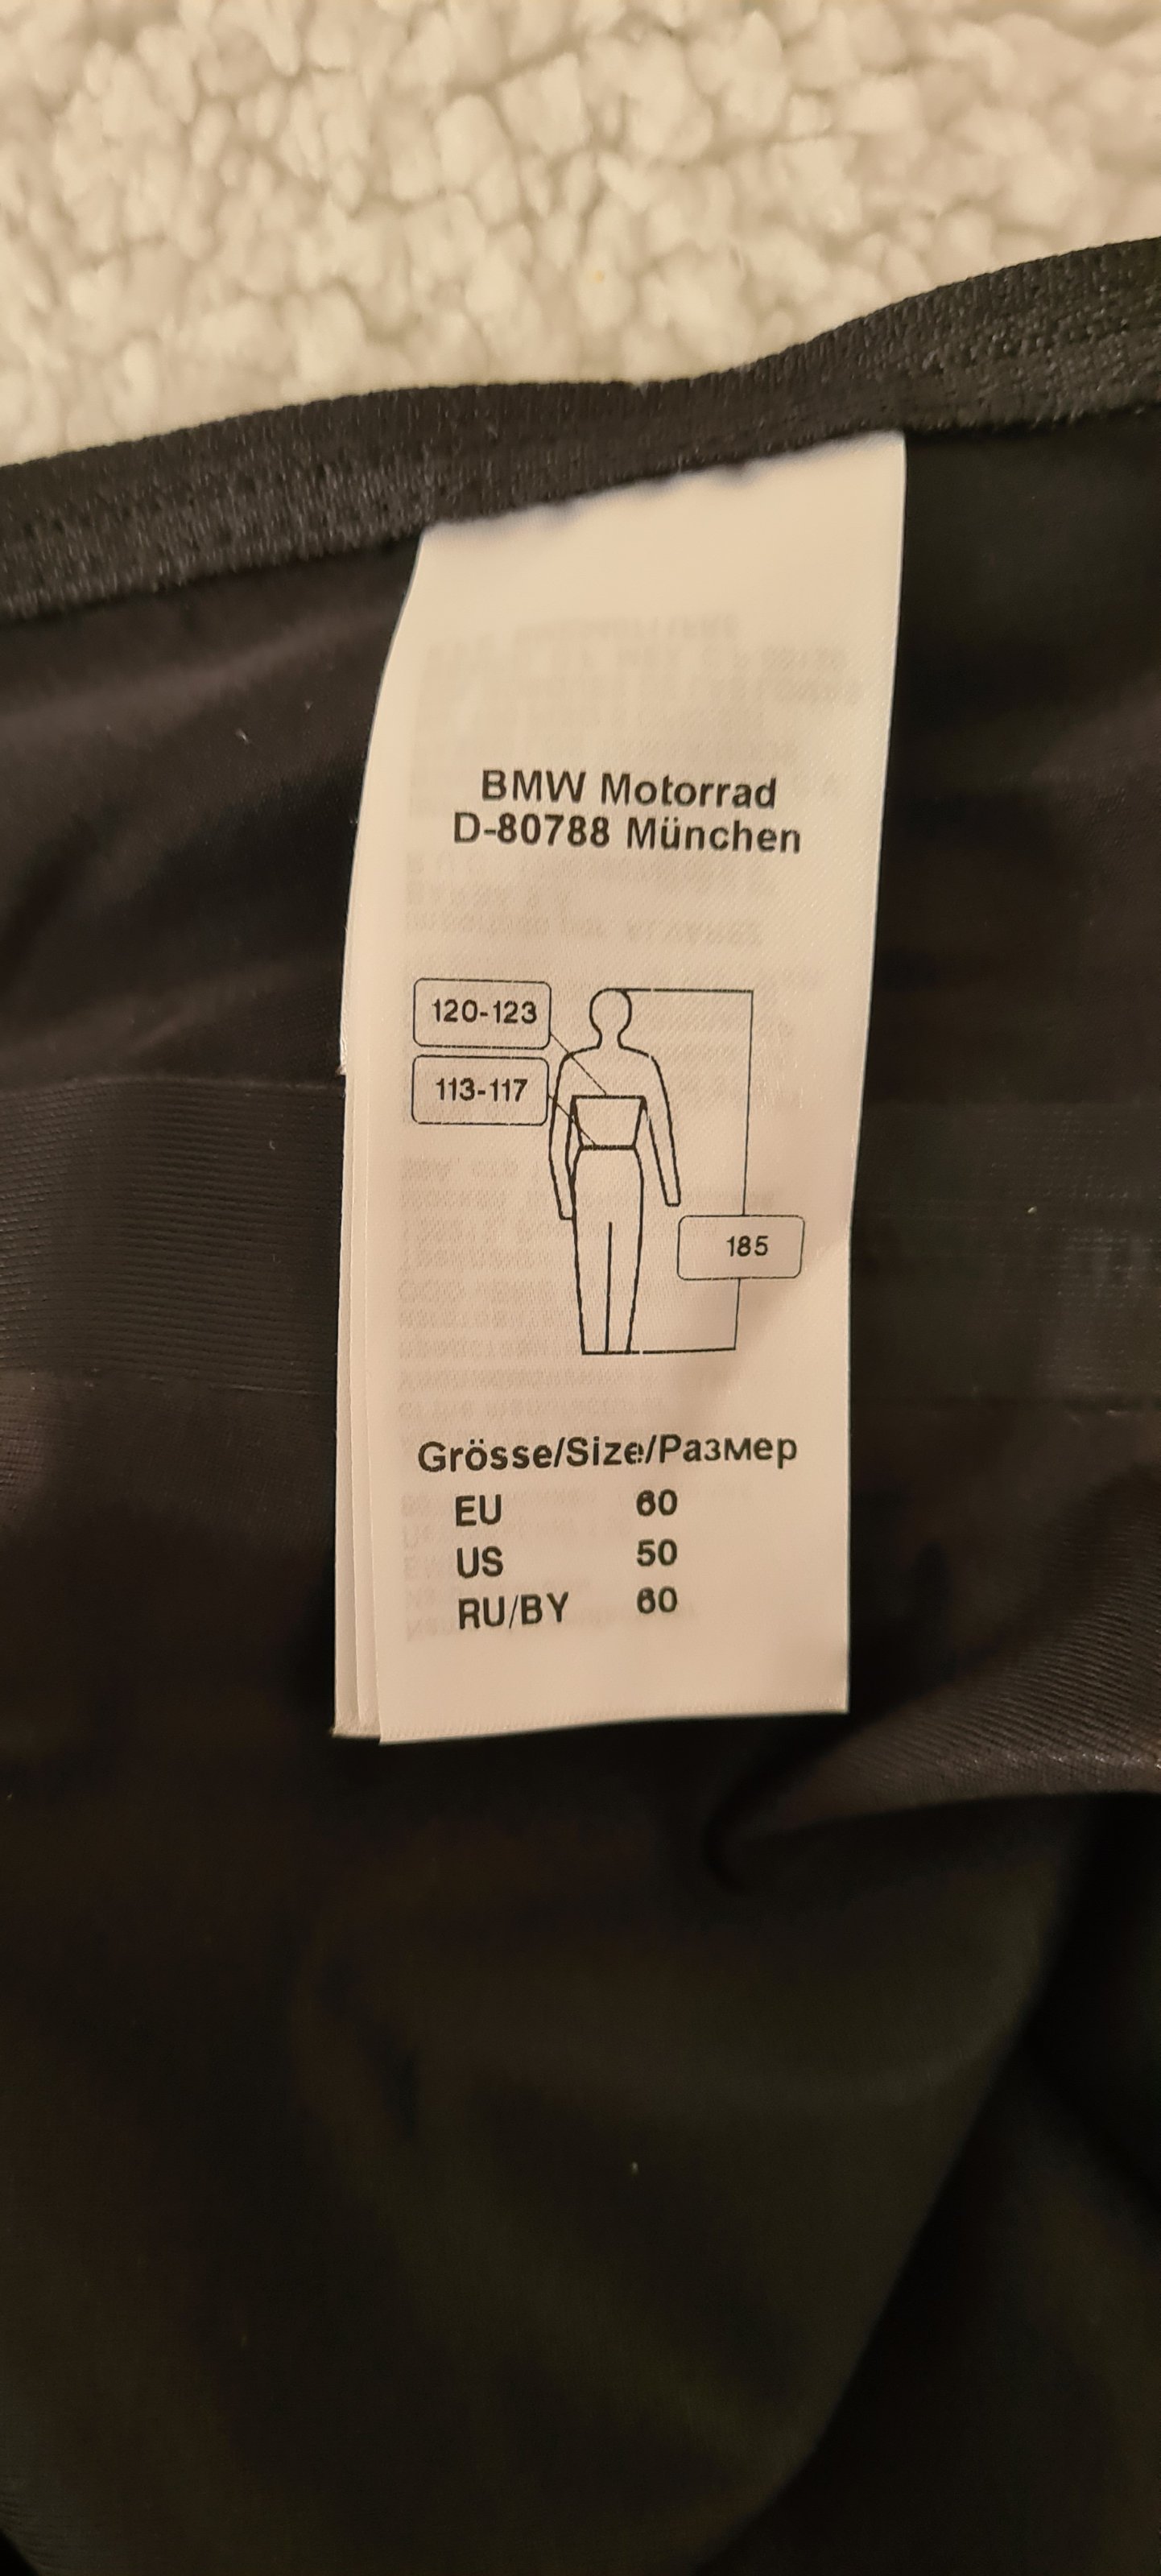 BMW Motorrad
D-80788 München
120-123
113-117
185
Grösse/Size/Размер
EU 60
US 50
RU/BY 60